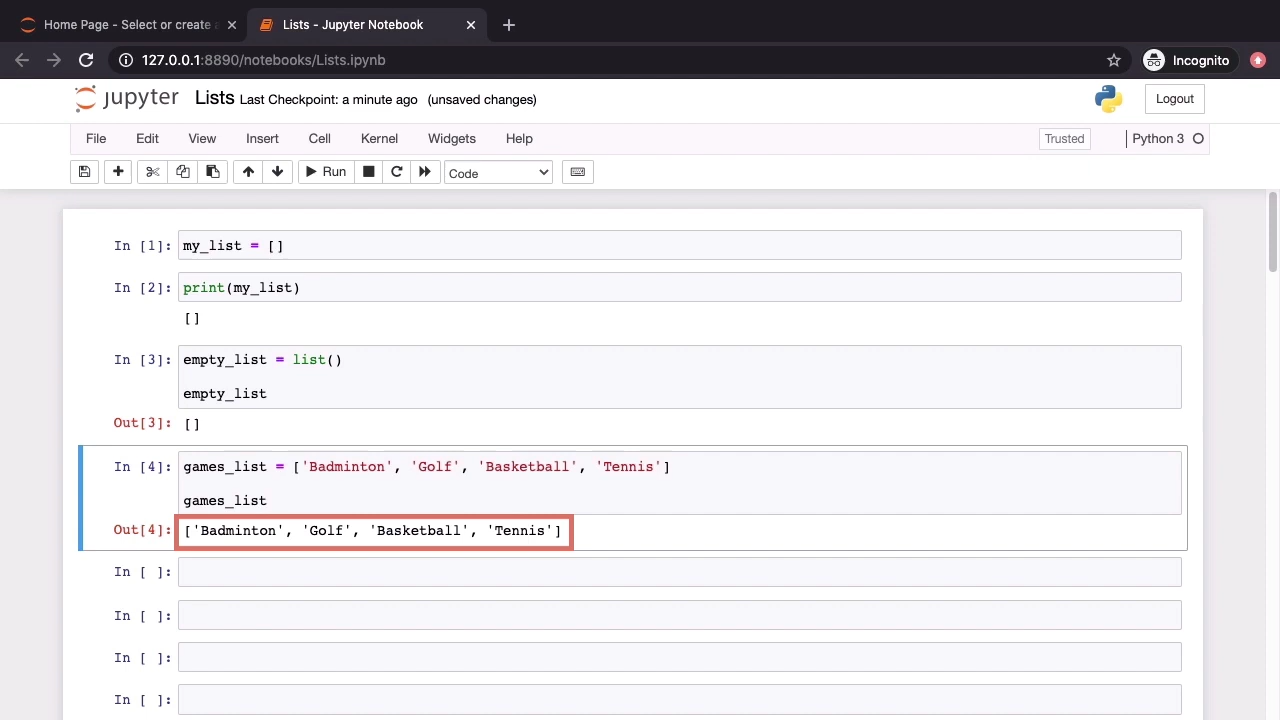 Home Page - Select or create a
Lists - Jupyter Notebook
127.0.0.1:8890/notebooks/Lists.ipynb
Incognito
jupyter Lists Last Checkpoint: a minute ago (unsaved changes)
Logout
File Edit View Insert Cell Kernel Widgets Help
Trusted
Python 3
Run
Code
In [1]: my_list = []
In [2]: print(my_list)
[]
In [3]: empty_list = list()
empty_list
Out[3]: []
In [4]: games_list = ['Badminton', 'Golf', 'Basketball', 'Tennis']
games_list
Out[4]: ['Badminton', 'Golf', 'Basketball', 'Tennis']
In [ ]:
In [ ]:
In [ ]:
In [ ]: